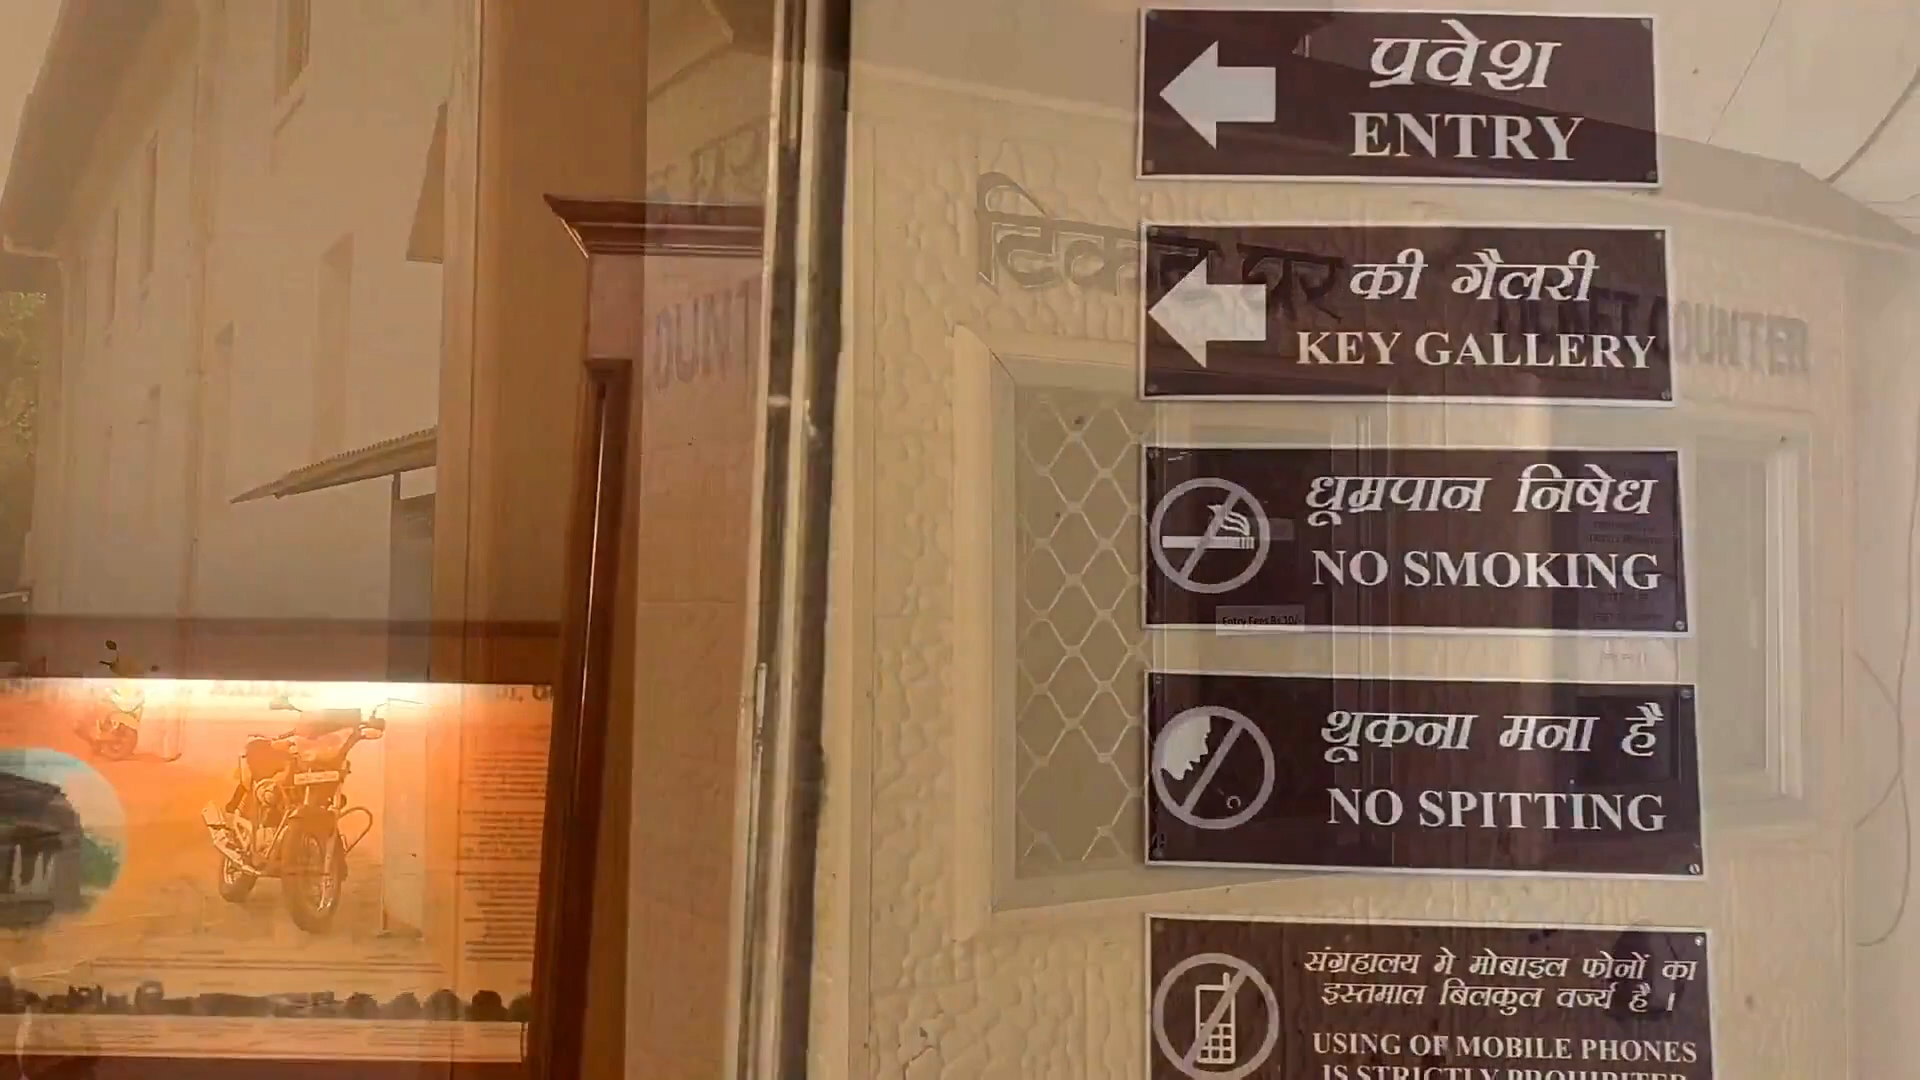 प्रवेश
ENTRY
टिकट घर
TICKET COUNTER
की गैलरी
KEY GALLERY
धूम्रपान निषेध
NO SMOKING
Entry Fees Rs 10/-
थूकना मना है
NO SPITTING
संग्रहालय मे मोबाइल फोनों का
इस्तमाल बिलकुल वर्ज्य है ।
USING OF MOBILE PHONES
IS STRICTLY PROHIBITED